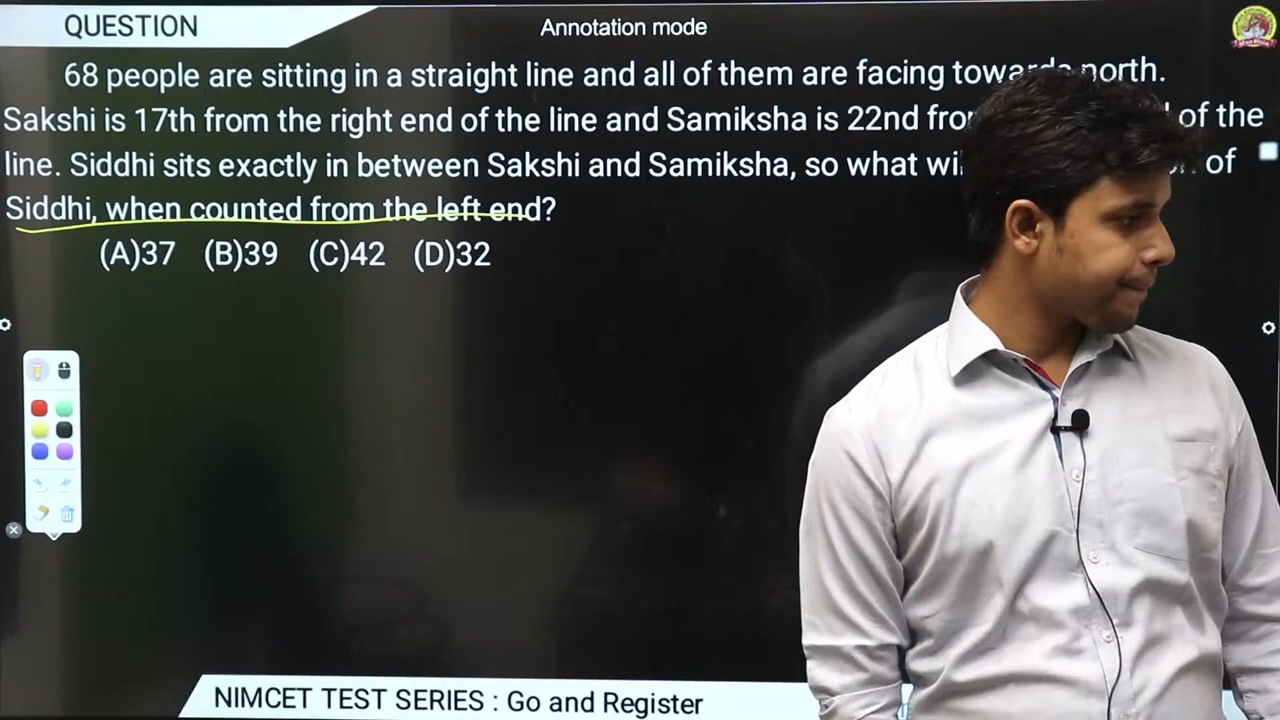 QUESTION
Annotation mode
68 people are sitting in a straight line and all of them are facing towards north.
Sakshi is 17th from the right end of the line and Samiksha is 22nd of the
line. Siddhi sits exactly in between Sakshi and Samiksha, so what of
Siddhi, when counted from the left end?
(A)37 (B)39 (C)42 (D)32
NIMCET TEST SERIES : Go and Register